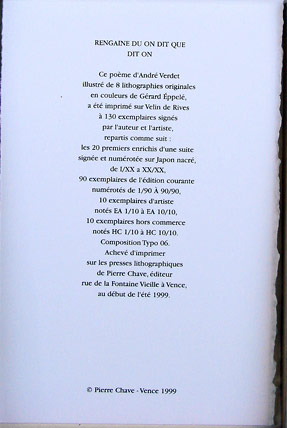 RENGAINE DU ON DIT QUE
DIT ON
Ce poème d'André Verdet
illustré de 8 lithographies originales
en couleurs de Gérard Eppelé,
a été imprimé sur Velin de Rives
à 130 exemplaires signés
par l'auteur et l'artiste,
repartis comme suit :
les 20 premiers enrichis d'une suite
signée et numérotée sur Japon nacré,
de I/XX a XX/XX,
90 exemplaires de l'édition courante
numérotés de 1/90 À 90/90,
10 exemplaires d'artiste
notés EA 1/10 à EA 10/10,
10 exemplaires hors commerce
notés HC 1/10 à HC 10/10.
Composition Typo 06.
Achevé d'imprimer
sur les presses lithographiques
de Pierre Chave, éditeur
rue de la Fontaine Vieille à Vence,
au début de l'été 1999.
© Pierre Chave - Vence 1999